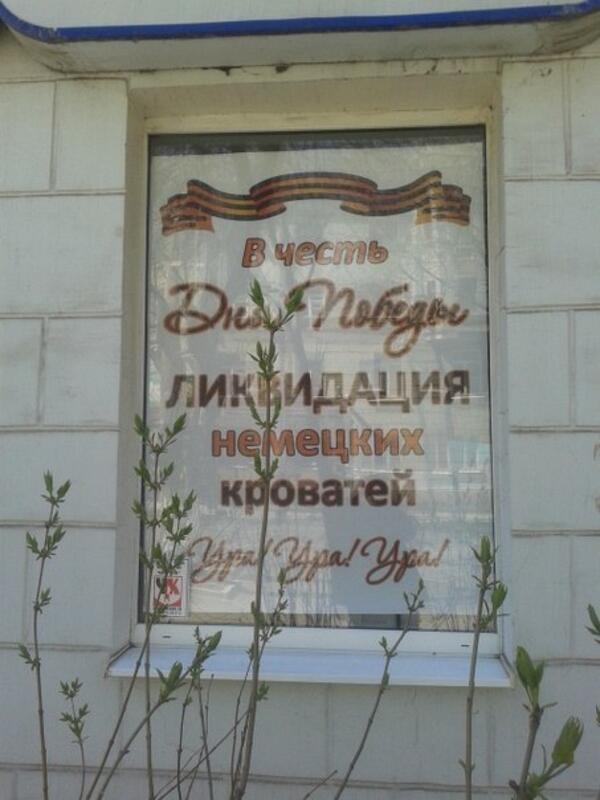 В честь
Дня Победы
ЛИКВИДАЦИЯ
немецких
кроватей
Ура! Ура! Ура!